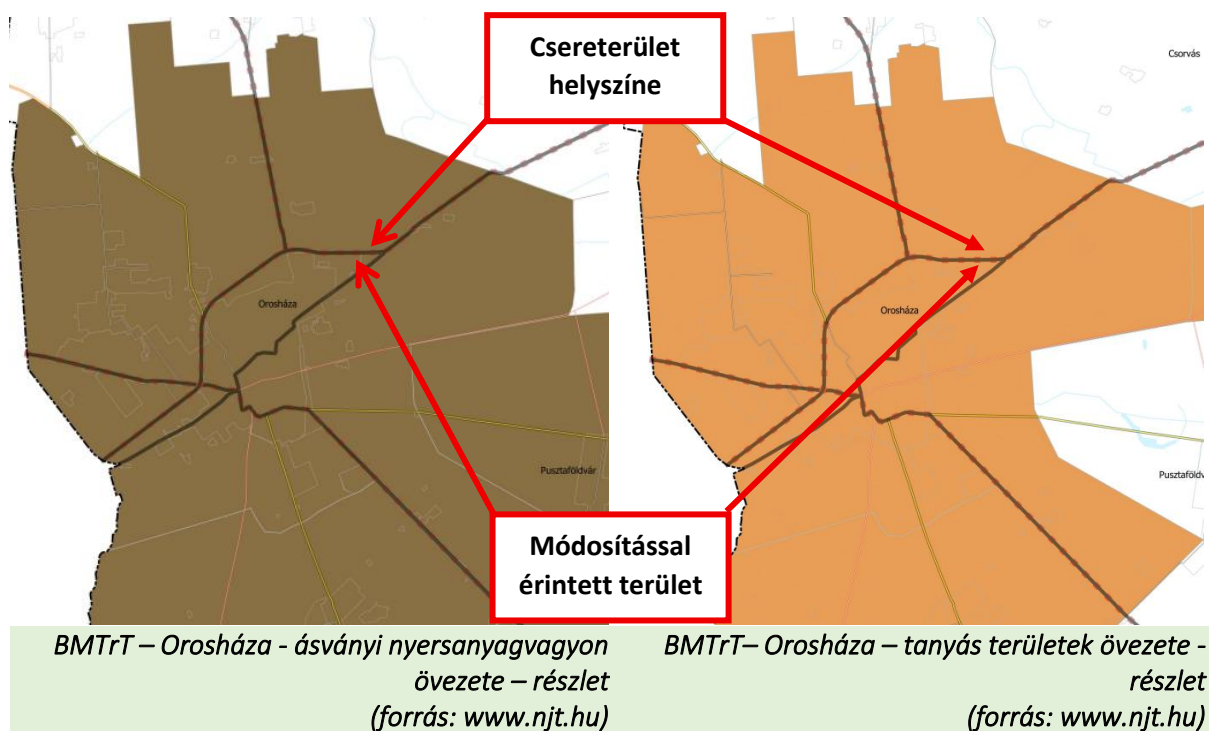 Csereterület
helyszíne
Csorvás
Orosháza
Orosháza
Pusztaföldvár
Pusztaföldv
Módosítással
érintett terület
BMTrT – Orosháza - ásványi nyersanyagvagyon
övezete – részlet
(forrás: www.njt.hu)
BMTrT– Orosháza – tanyás területek övezete -
részlet
(forrás: www.njt.hu)